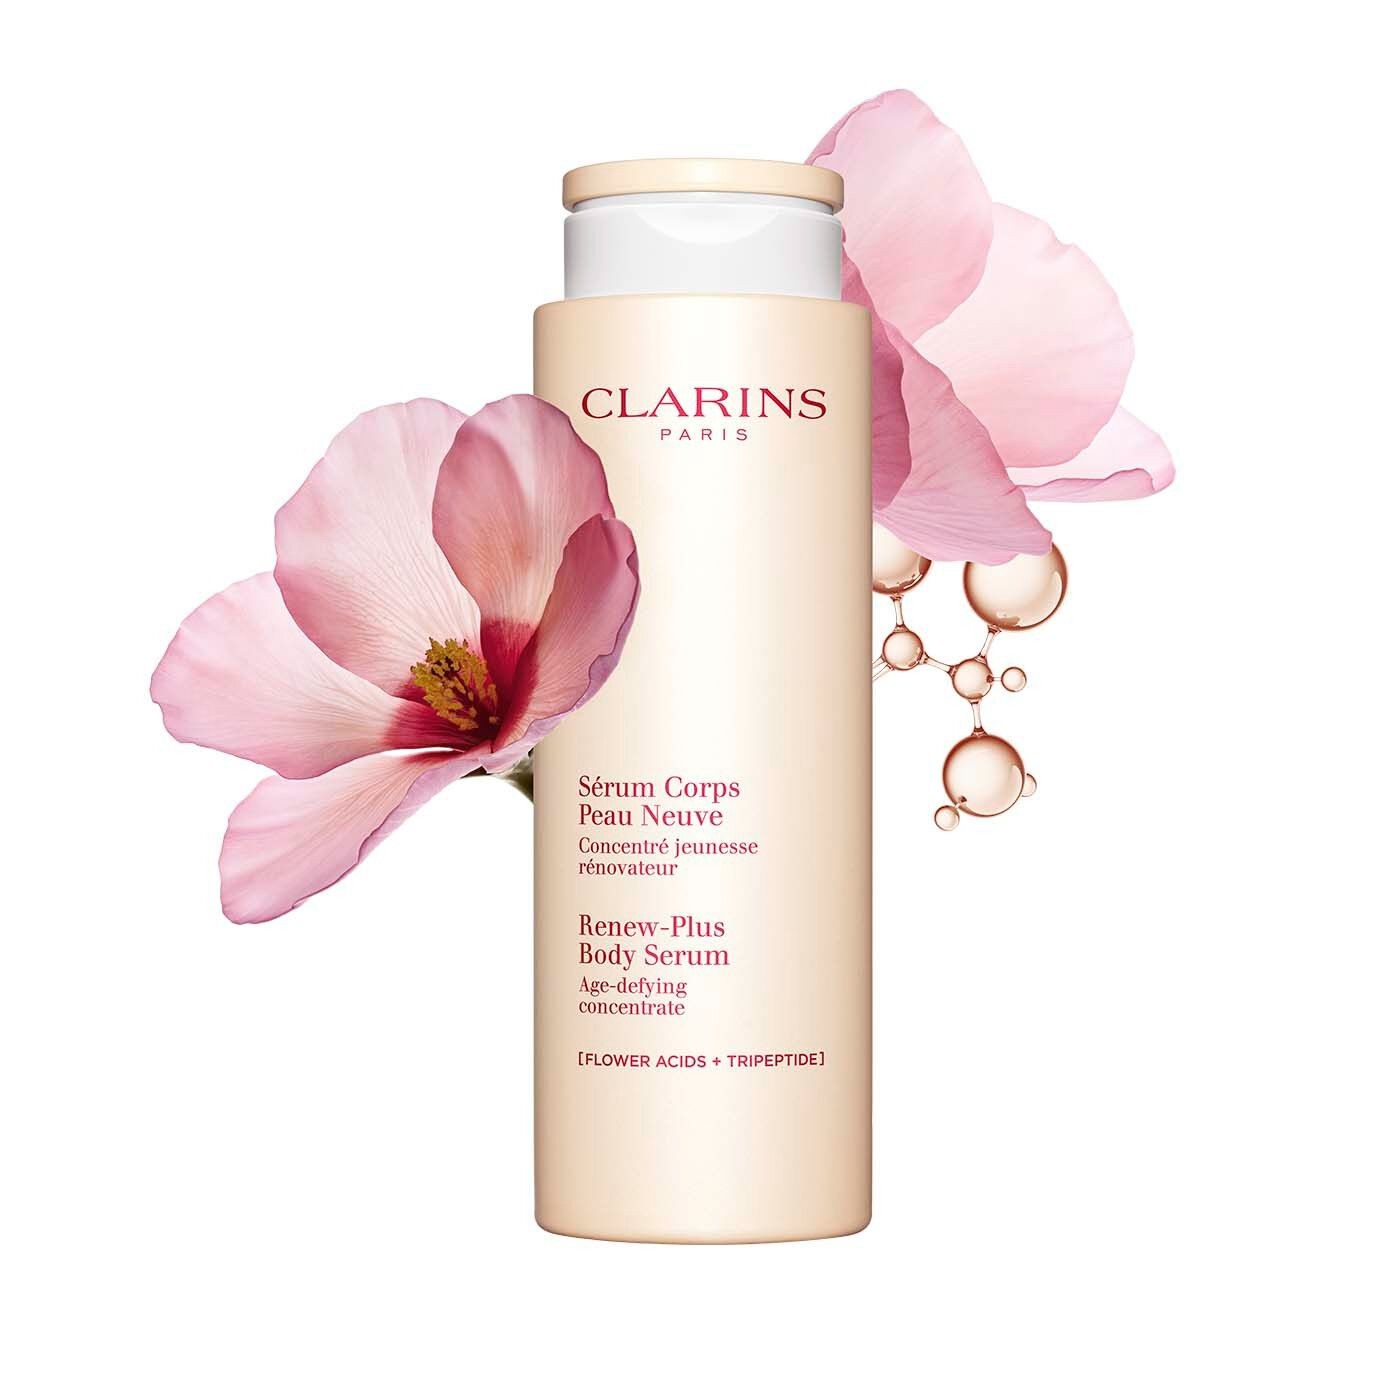 CLARINS
PARIS
Sérum Corps
Peau Neuve
Concentré jeunesse
rénovateur
Renew-Plus
Body Serum
Age-defying
concentrate
[FLOWER ACIDS + TRIPEPTIDE]